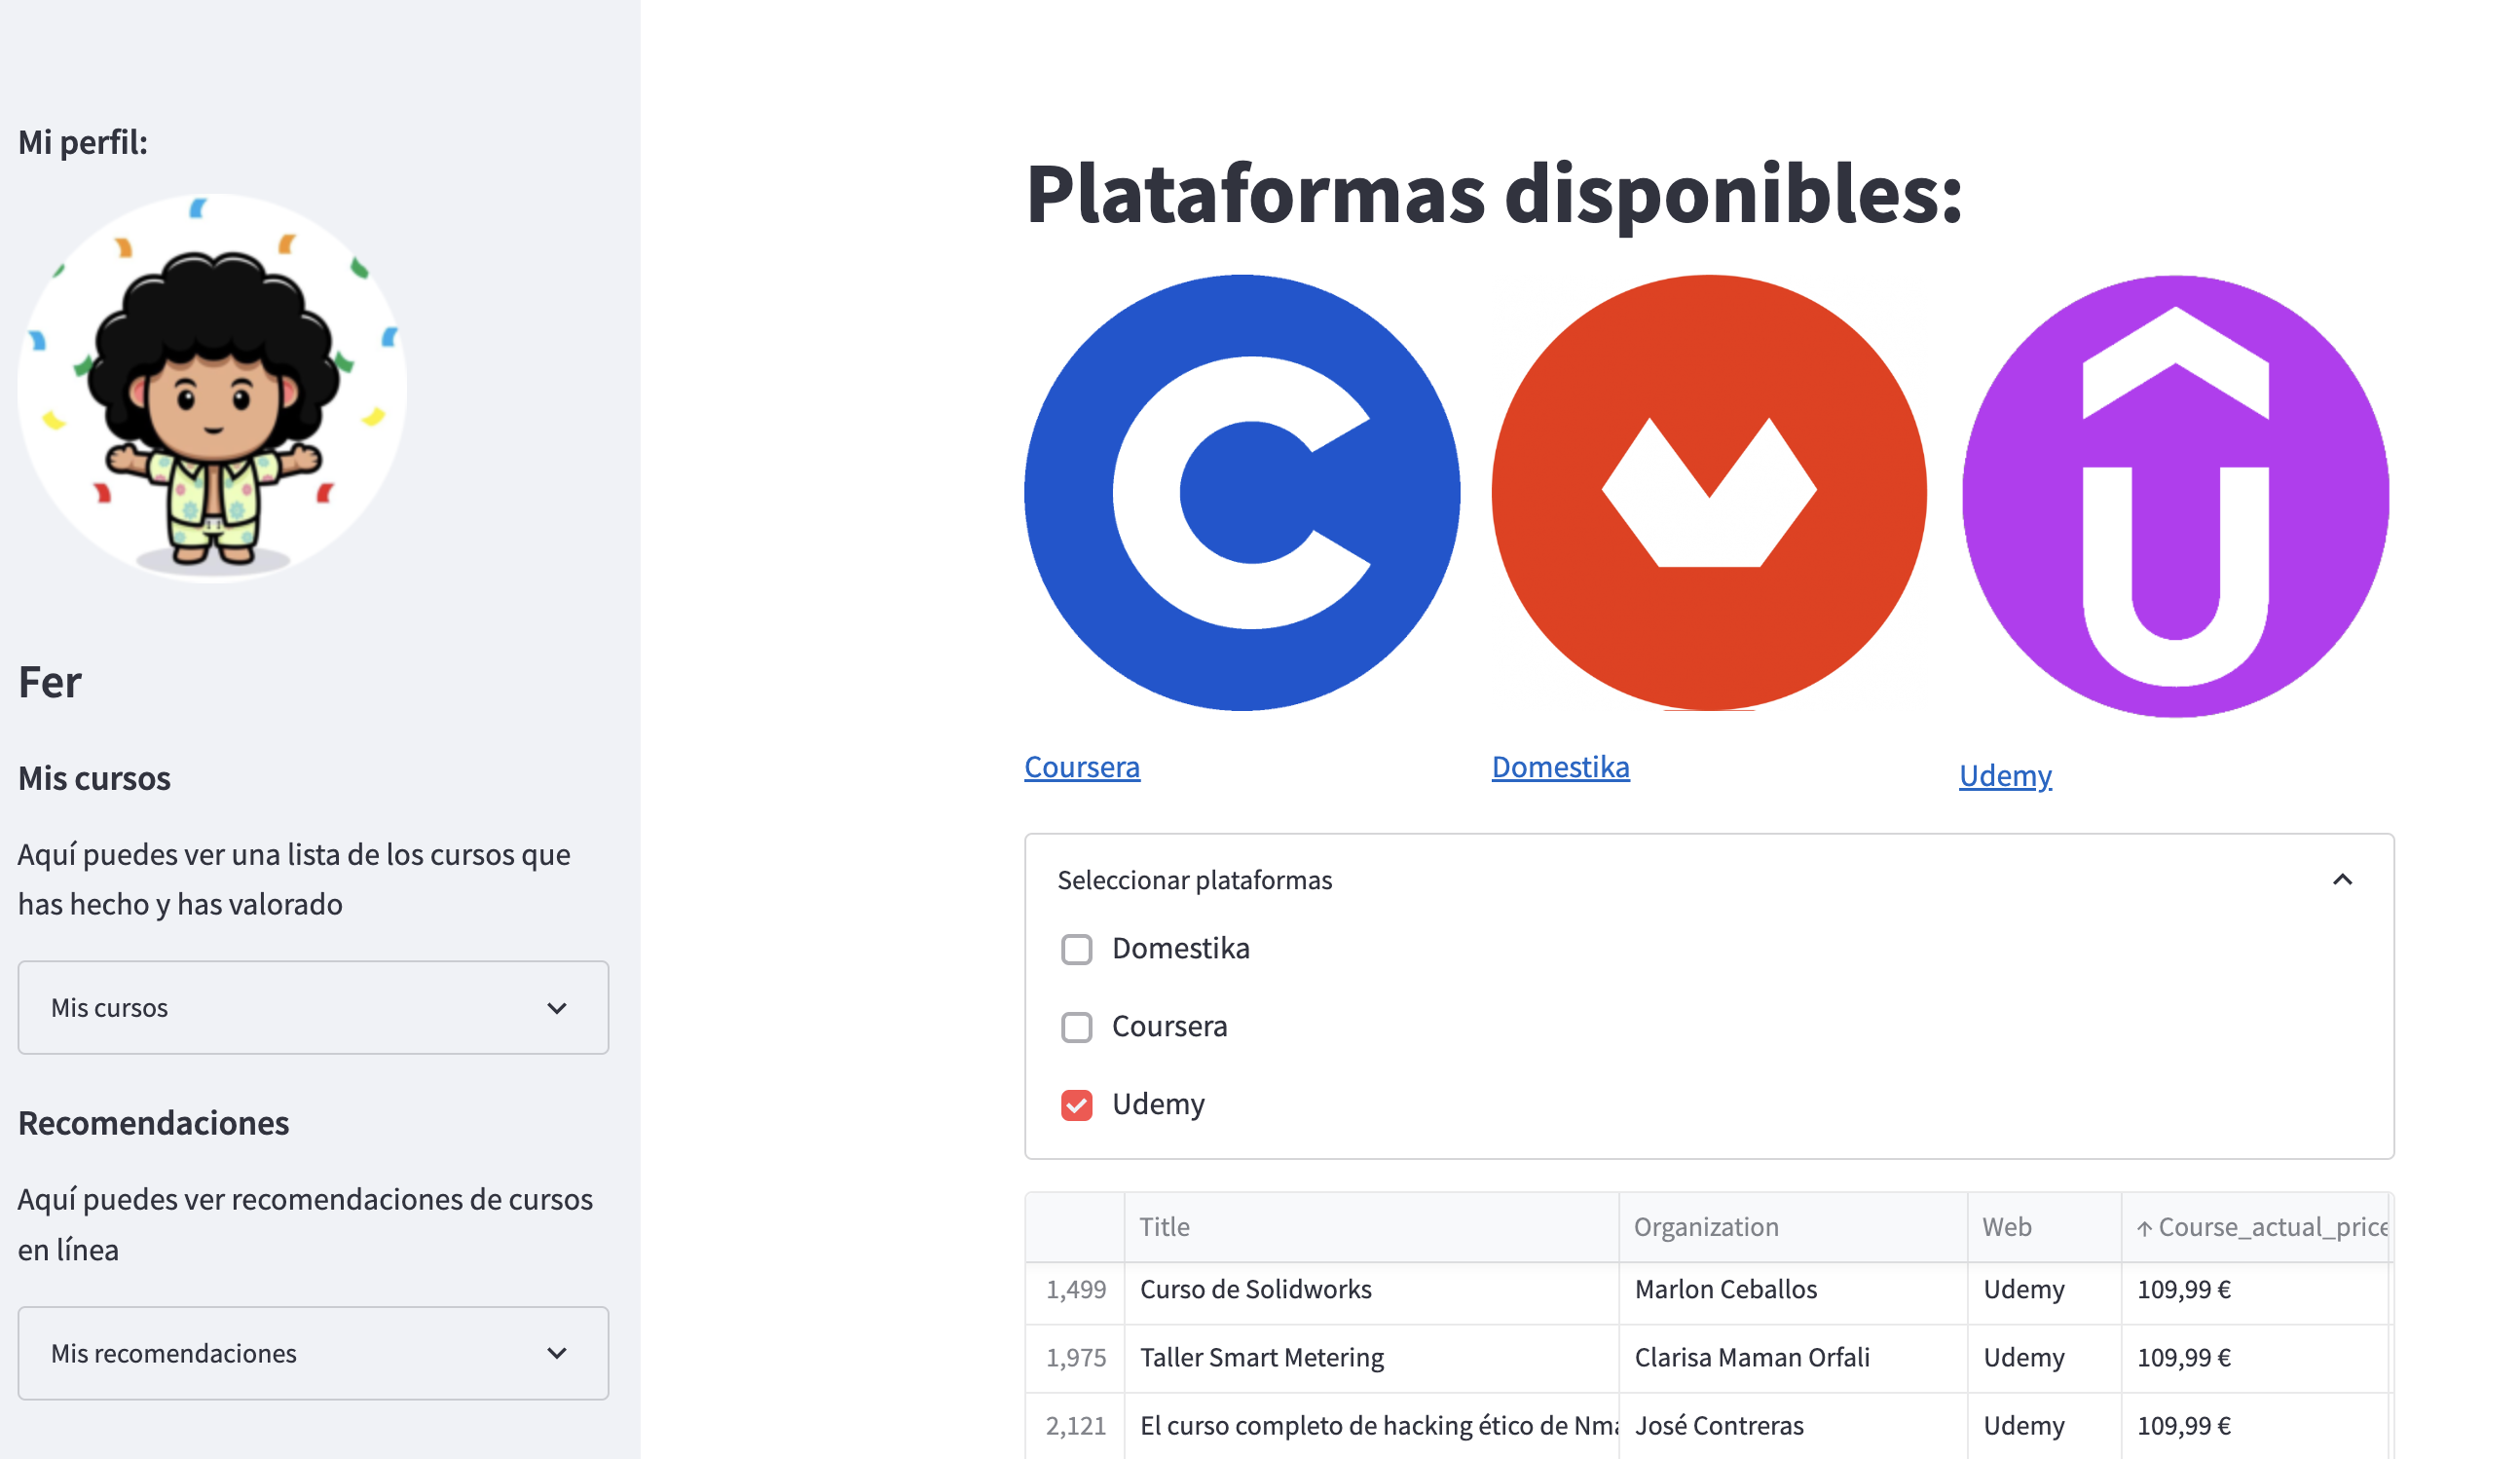 Mi perfil:
Fer
Mis cursos
Aquí puedes ver una lista de los cursos que
has hecho y has valorado
Mis cursos
Recomendaciones
Aquí puedes ver recomendaciones de cursos
en línea
Mis recomendaciones
Plataformas disponibles:
Coursera
Domestika
Udemy
Seleccionar plataformas
Domestika
Coursera
Udemy
Title Organization Web ↑ Course_actual_price
1,499 Curso de Solidworks Marlon Ceballos Udemy 109,99 €
1,975 Taller Smart Metering Clarisa Maman Orfali Udemy 109,99 €
2,121 El curso completo de hacking ético de José Contreras Udemy 109,99 €